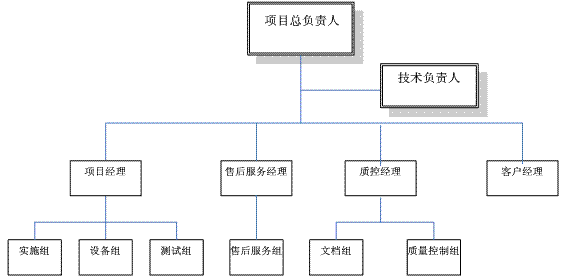 项目总负责人
技术负责人
项目经理
售后服务经理
质控经理
客户经理
实施组
设备组
测试组
售后服务组
文档组
质量控制组